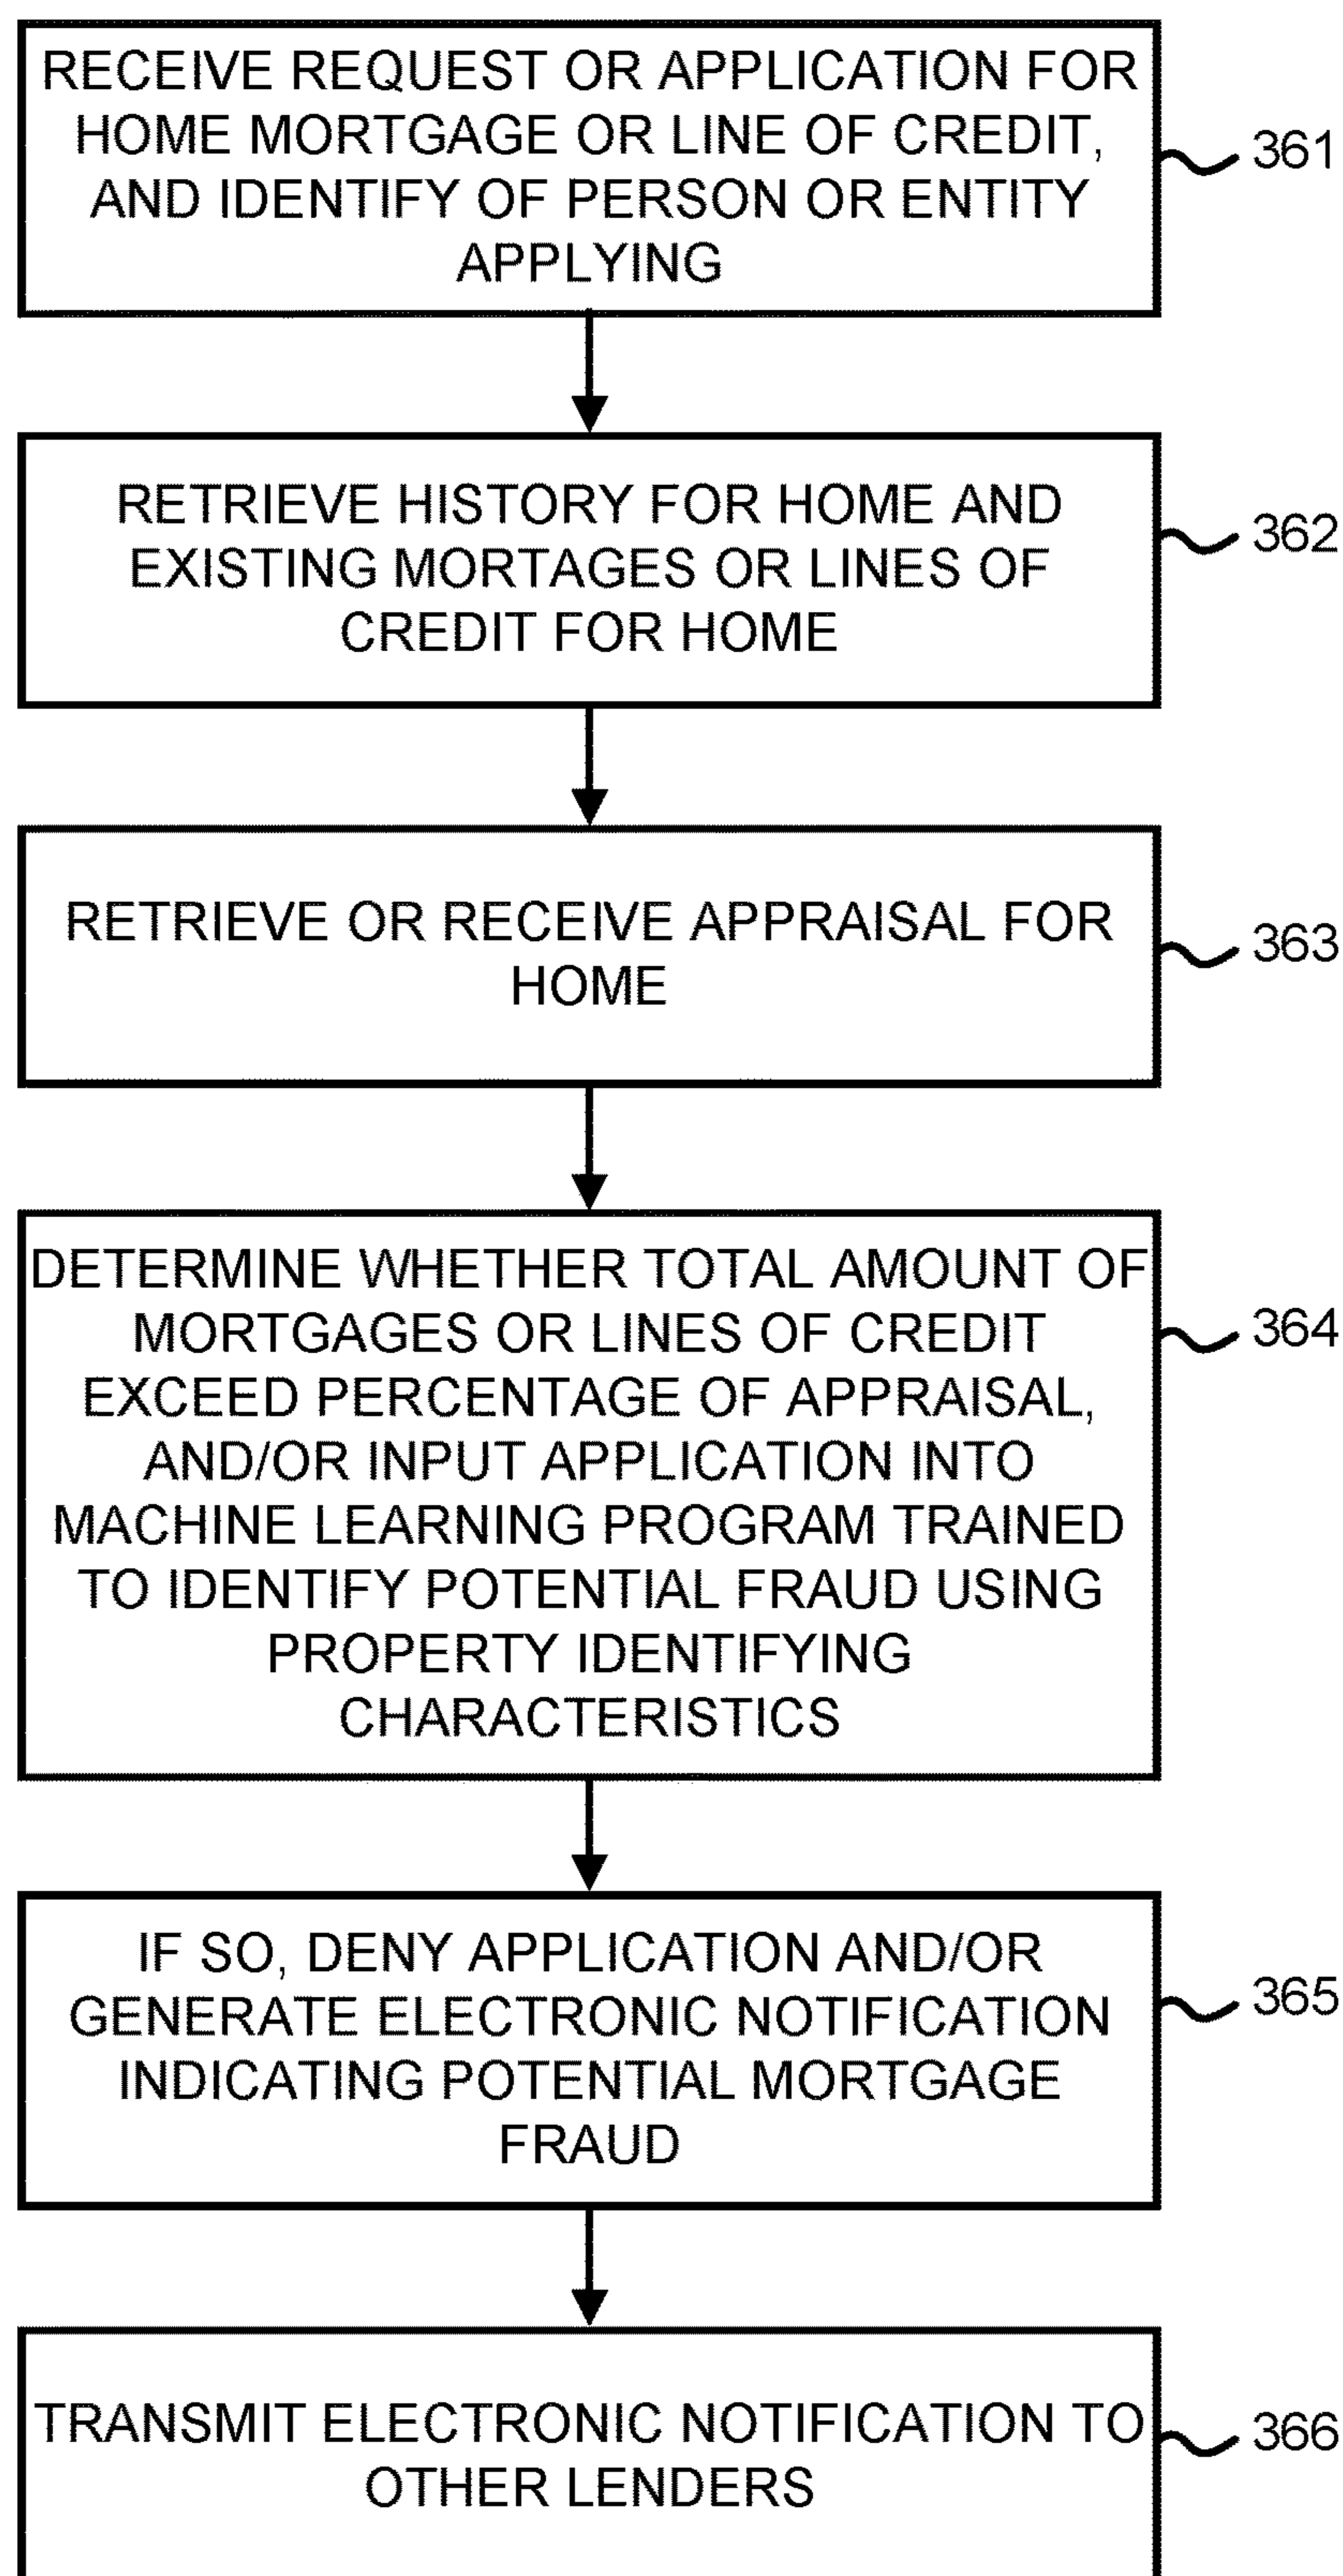 RECEIVE REQUEST OR APPLICATION FOR
HOME MORTGAGE OR LINE OF CREDIT,
AND IDENTIFY OF PERSON OR ENTITY
APPLYING
361
RETRIEVE HISTORY FOR HOME AND
EXISTING MORTAGES OR LINES OF
CREDIT FOR HOME
362
RETRIEVE OR RECEIVE APPRAISAL FOR
HOME
363
DETERMINE WHETHER TOTAL AMOUNT OF
MORTGAGES OR LINES OF CREDIT
EXCEED PERCENTAGE OF APPRAISAL,
AND/OR INPUT APPLICATION INTO
MACHINE LEARNING PROGRAM TRAINED
TO IDENTIFY POTENTIAL FRAUD USING
PROPERTY IDENTIFYING
CHARACTERISTICS
364
IF SO, DENY APPLICATION AND/OR
GENERATE ELECTRONIC NOTIFICATION
INDICATING POTENTIAL MORTGAGE
FRAUD
365
TRANSMIT ELECTRONIC NOTIFICATION TO
OTHER LENDERS
366